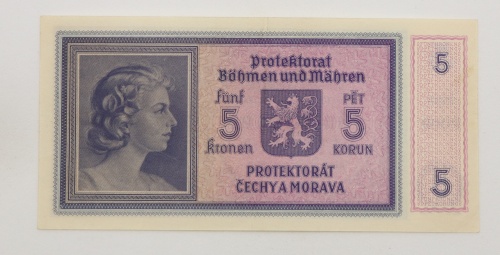 Protektorat
Böhmen und Mähren
fünf PĚT
5 5
kronen KORUN
PROTEKTORÁT
ČECHY A MORAVA
5
5